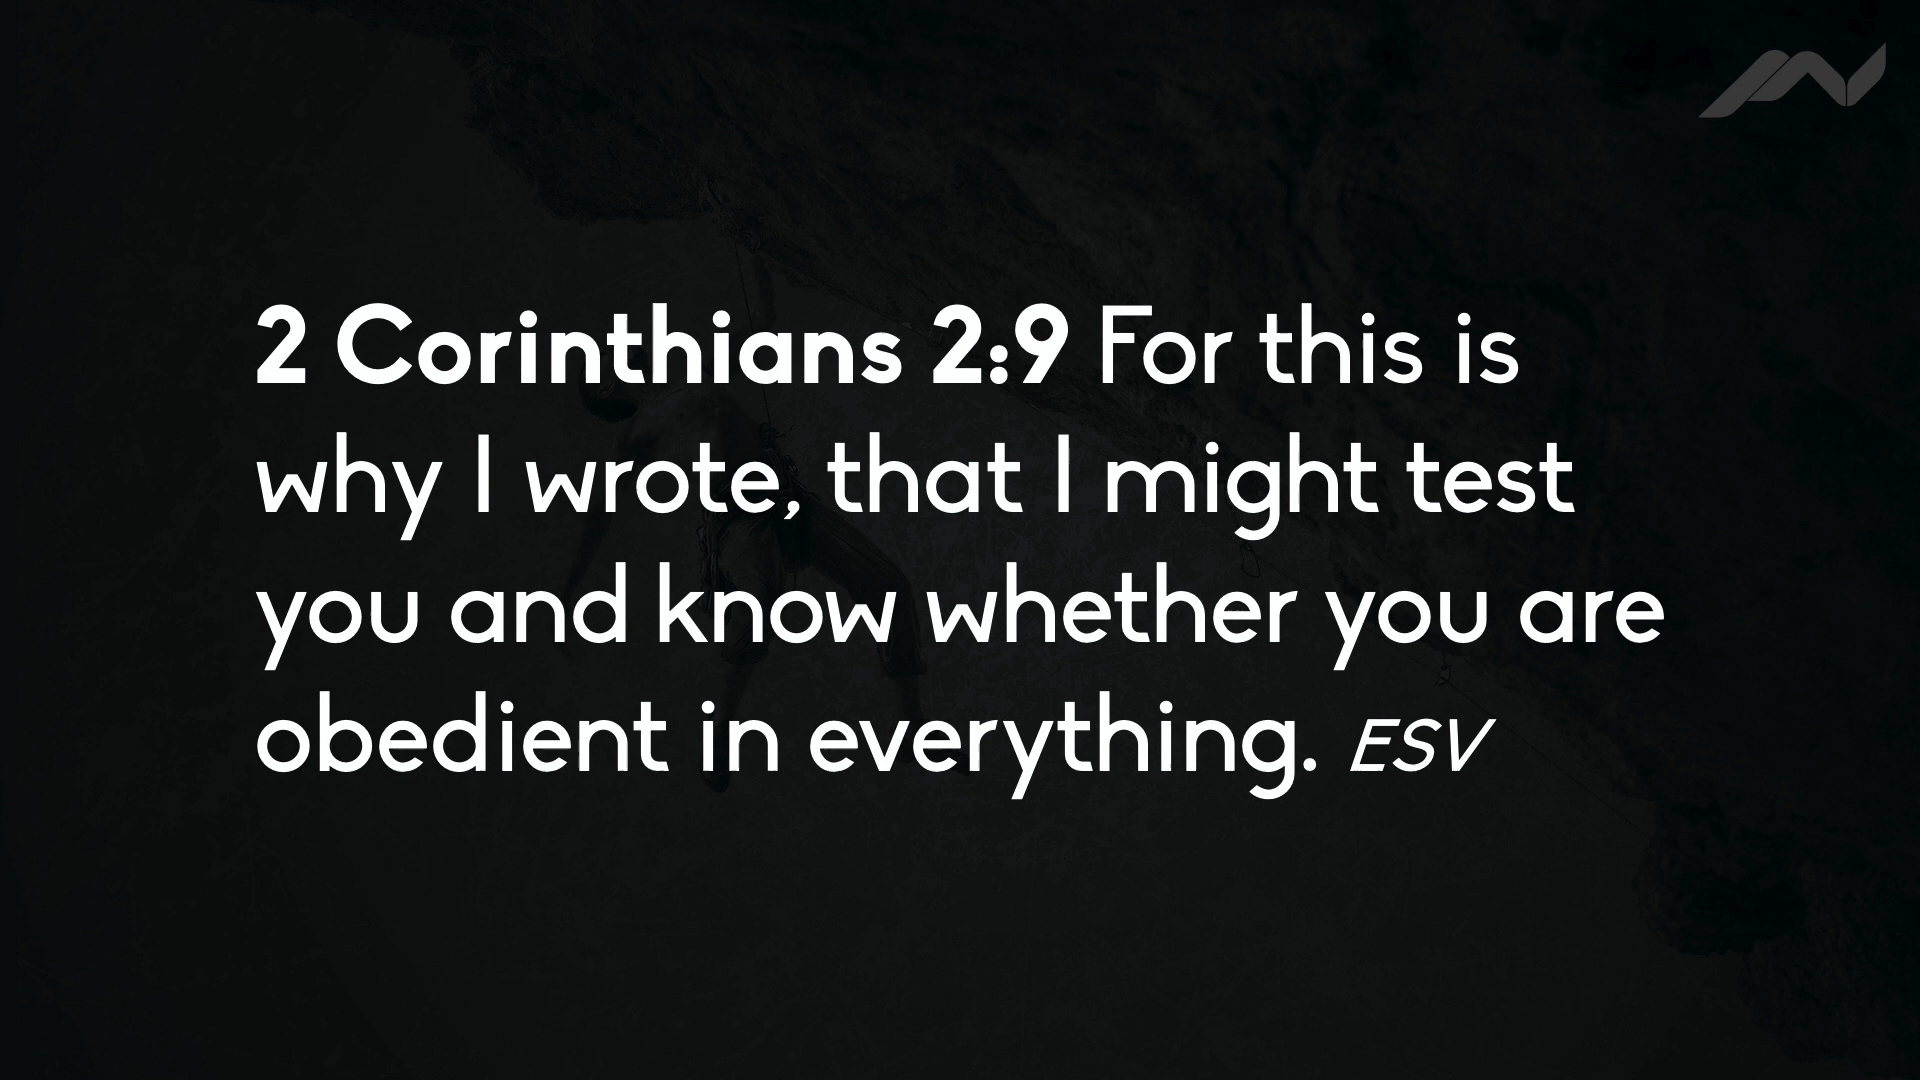 2 Corinthians 2:9 For this is
why I wrote, that I might test
you and know whether you are
obedient in everything. ESV